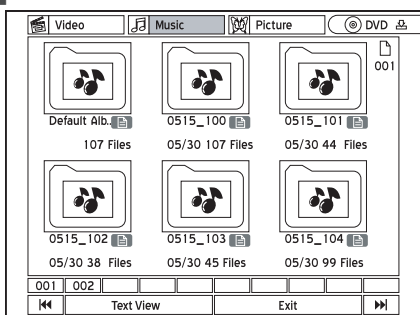 Video Music Picture DVD
001
Default Alb.. 0515_100 0515_101
107 Files 05/30 107 Files 05/30 44 Files
0515_102 0515_103 0515_104
05/30 38 Files 05/30 45 Files 05/30 99 Files
001 002
Text View Exit